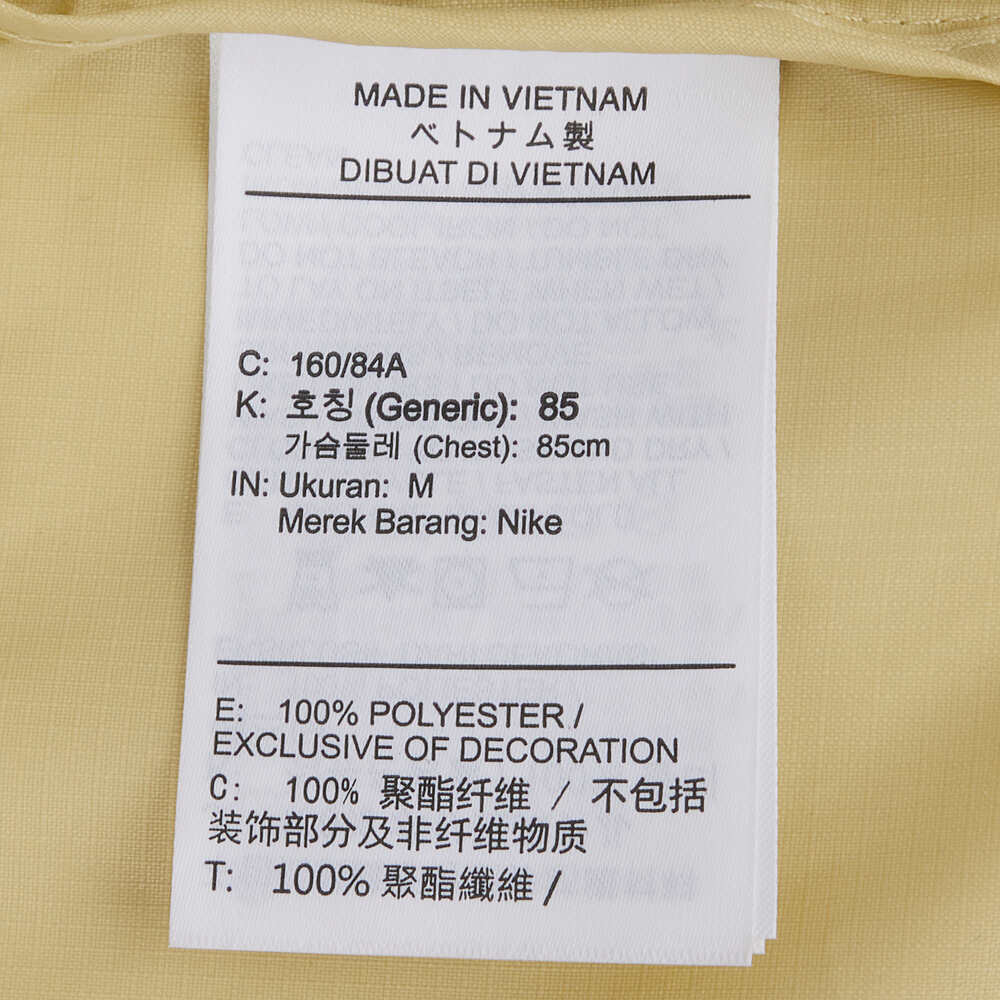 MADE IN VIETNAM
ベトナム製
DIBUAT DI VIETNAM
C: 160/84A
K: 호칭 (Generic): 85
가슴둘레 (Chest): 85cm
IN: Ukuran: M
Merek Barang: Nike
E: 100% POLYESTER /
EXCLUSIVE OF DECORATION
C: 100% 聚酯纤维 / 不包括
装饰部分及非纤维物质
T: 100% 聚酯纖維 /